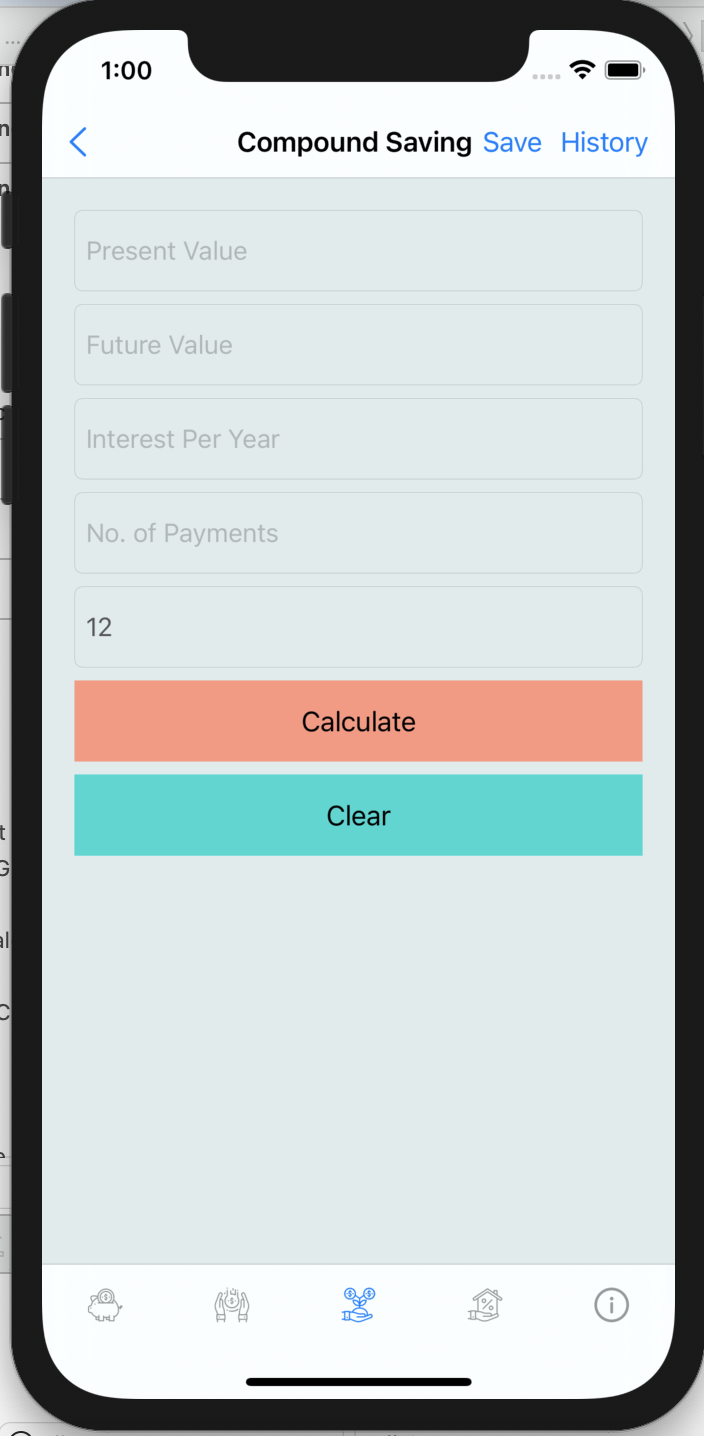 1:00
Compound Saving Save History
Present Value
Future Value
Interest Per Year
No. of Payments
12
Calculate
Clear